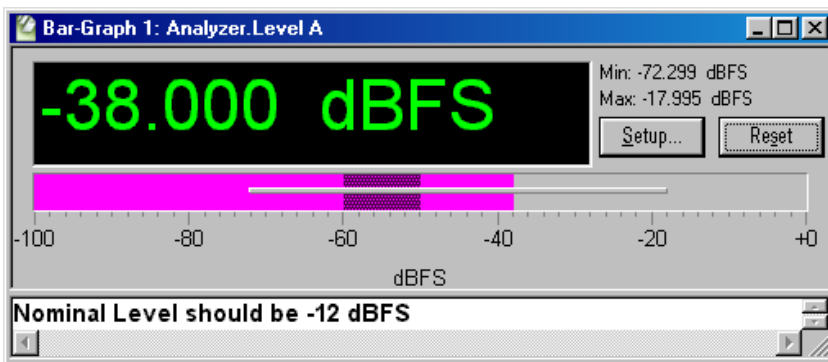 Bar-Graph 1: Analyzer.Level A
-38.000 dBFS
Min: -72.299 dBFS
Max: -17.995 dBFS
Setup...
Reset
-100 -80 -60 -40 -20 +0
dBFS
Nominal Level should be -12 dBFS